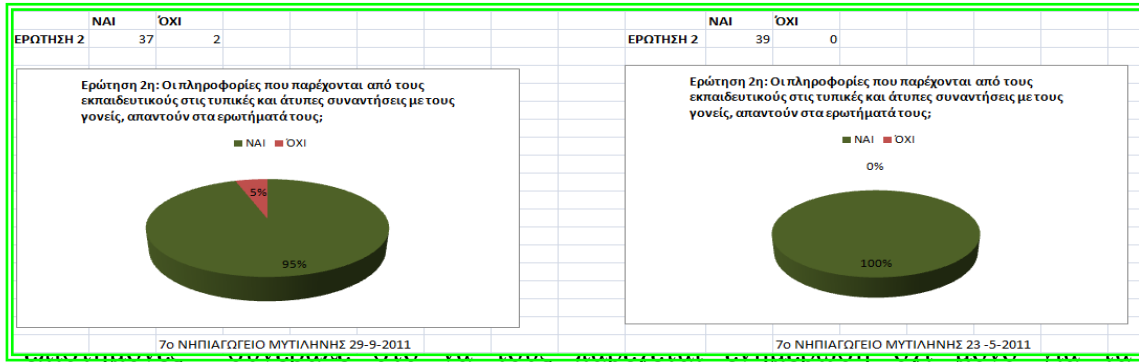 ΝΑΙ ΌΧΙ
ΕΡΩΤΗΣΗ 2 37 2
Ερώτηση 2η: Οι πληροφορίες που παρέχονται από τους
εκπαιδευτικούς στις τυπικές και άτυπες συναντήσεις με τους
γονείς, απαντούν στα ερωτήματά τους;
ΝΑΙ ΌΧΙ
5%
95%
7ο ΝΗΠΙΑΓΩΓΕΙΟ ΜΥΤΙΛΗΝΗΣ 29-9-2011
ΝΑΙ ΌΧΙ
ΕΡΩΤΗΣΗ 2 39 0
Ερώτηση 2η: Οι πληροφορίες που παρέχονται από τους
εκπαιδευτικούς στις τυπικές και άτυπες συναντήσεις με τους
γονείς, απαντούν στα ερωτήματά τους;
ΝΑΙ ΌΧΙ
0%
100%
7ο ΝΗΠΙΑΓΩΓΕΙΟ ΜΥΤΙΛΗΝΗΣ 23 -5-2011